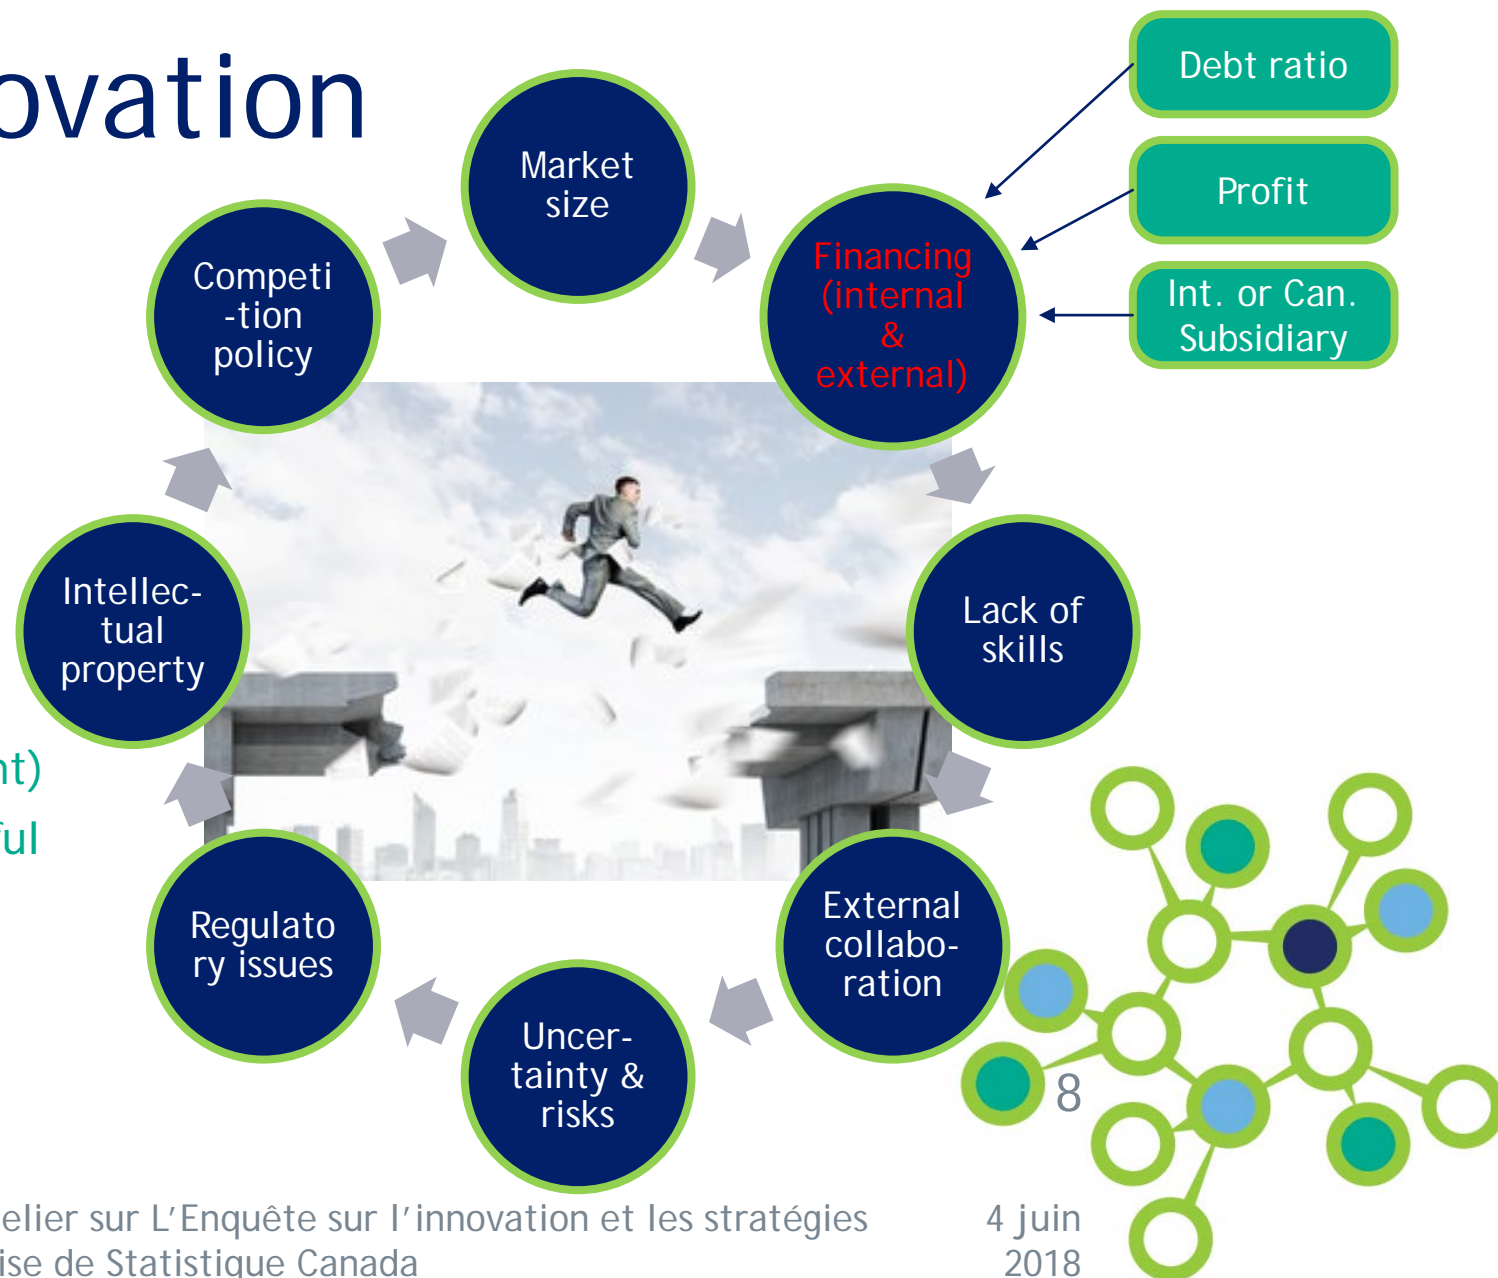 ovation
Debt ratio
Profit
Int. or Can.
Subsidiary
Market
size
Financing
(internal
&
external)
Lack of
skills
External
collabo-
ration
Uncer-
tainty &
risks
Regulato
ry issues
Intellec-
tual
property
Competi
-tion
policy
nt)
ful
8
elier sur L'Enquête sur l'innovation et les stratégies
ise de Statistique Canada
4 juin
2018